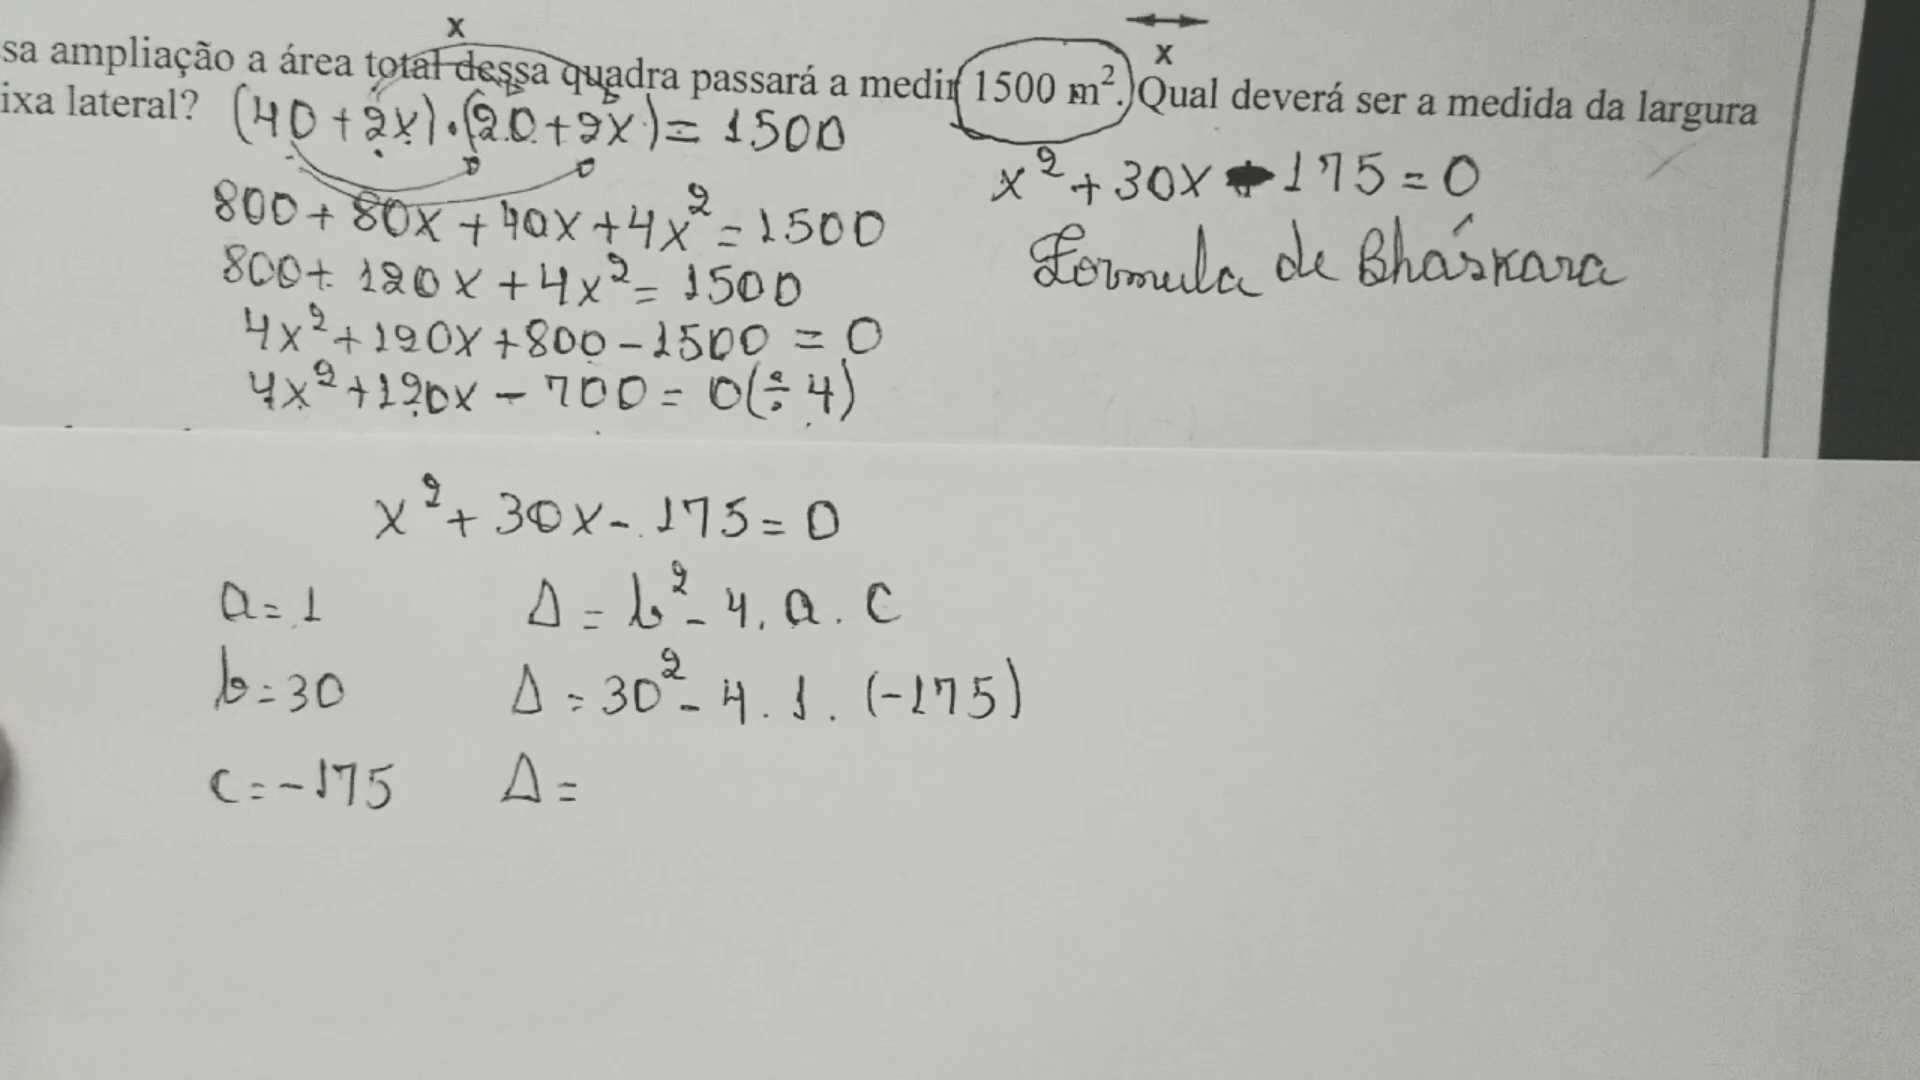 x
x
sa ampliação a área total dessa quadra passará a medir 1500 m². Qual deverá ser a medida da largura
ixa lateral?
(40+2x).(20+2x)=1500
800+80x+40x+4x²=1500
800+120x+4x²=1500
4x²+120x+800-1500=0
4x²+120x-700=0(÷4)
x²+30x-175=0
Formula de Bháskara
x²+30x-175=0
a=1
b=30
c=-175
Δ=b²-4.a.c
Δ=30²-4.1.(-175)
Δ=